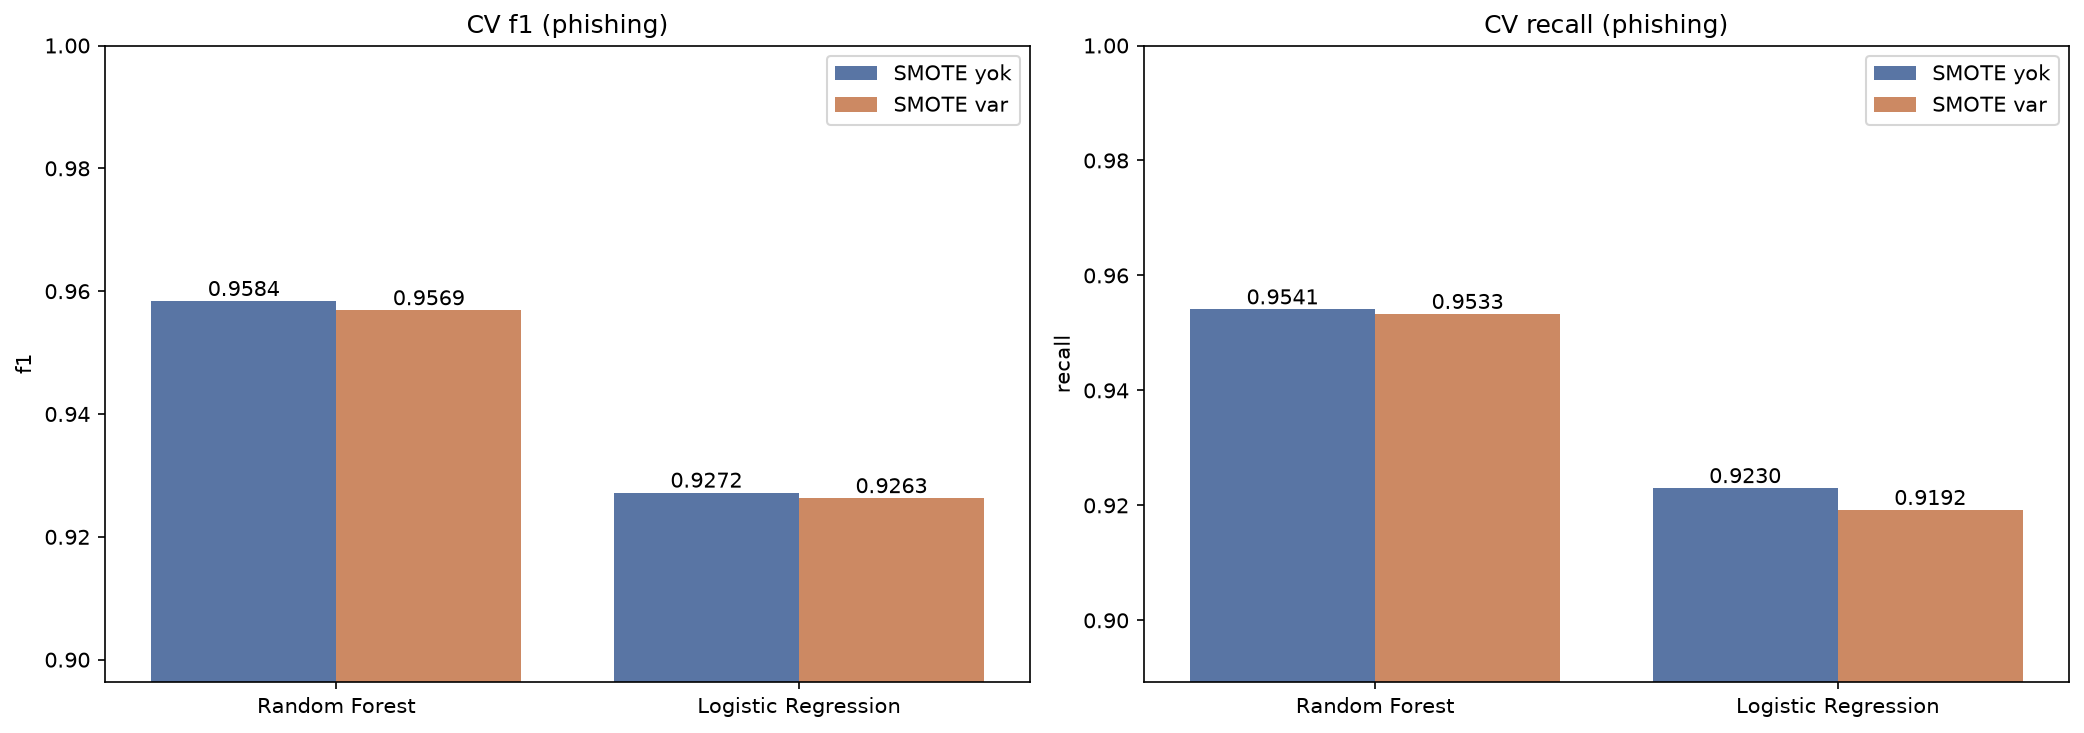 CV f1 (phishing)
1.00
0.98
0.96
0.94
0.92
0.90
f1
SMOTE yok
SMOTE var
0.9584
0.9569
0.9272
0.9263
Random Forest
Logistic Regression
CV recall (phishing)
1.00
0.98
0.96
0.94
0.92
0.90
recall
SMOTE yok
SMOTE var
0.9541
0.9533
0.9230
0.9192
Random Forest
Logistic Regression